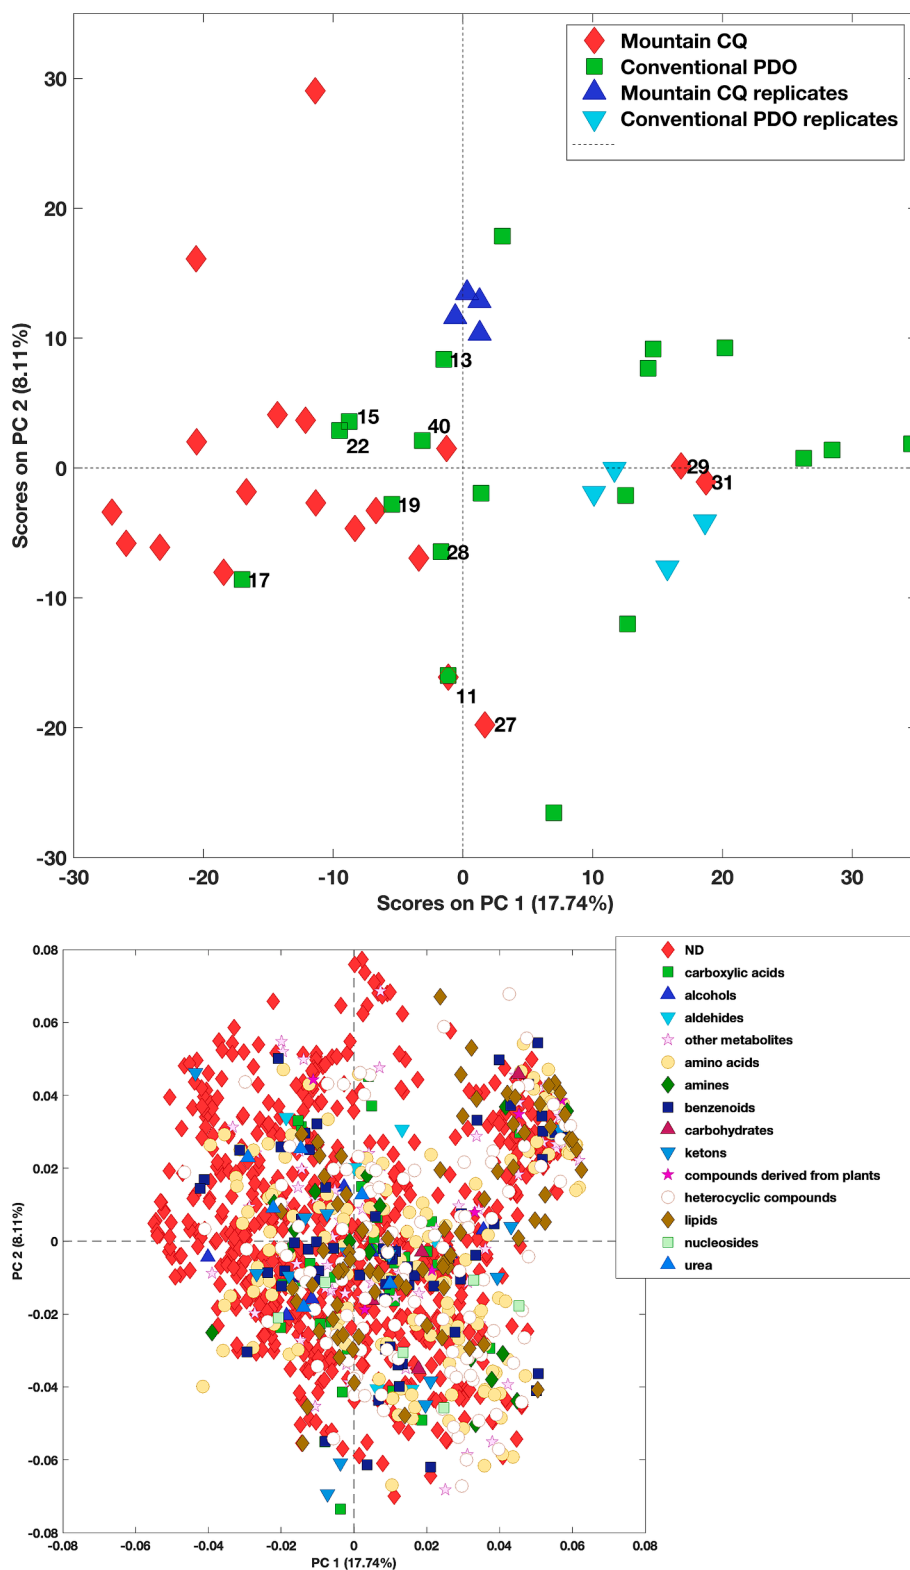 Mountain CQ
Conventional PDO
Mountain CQ replicates
Conventional PDO replicates
30
20
10
0
-10
-20
-30
Scores on PC 2 (8.11%)
13
15
40
22
29
31
19
28
17
11
27
-30
-20
-10
0
10
20
30
Scores on PC 1 (17.74%)
ND
carboxylic acids
alcohols
aldehides
other metabolites
amino acids
amines
benzenoids
carbohydrates
ketons
compounds derived from plants
heterocyclic compounds
lipids
nucleosides
urea
0.08
0.06
0.04
0.02
0
-0.02
-0.04
-0.06
-0.08
PC 2 (8.11%)
-0.08
-0.06
-0.04
-0.02
0
0.02
0.04
0.06
0.08
PC 1 (17.74%)